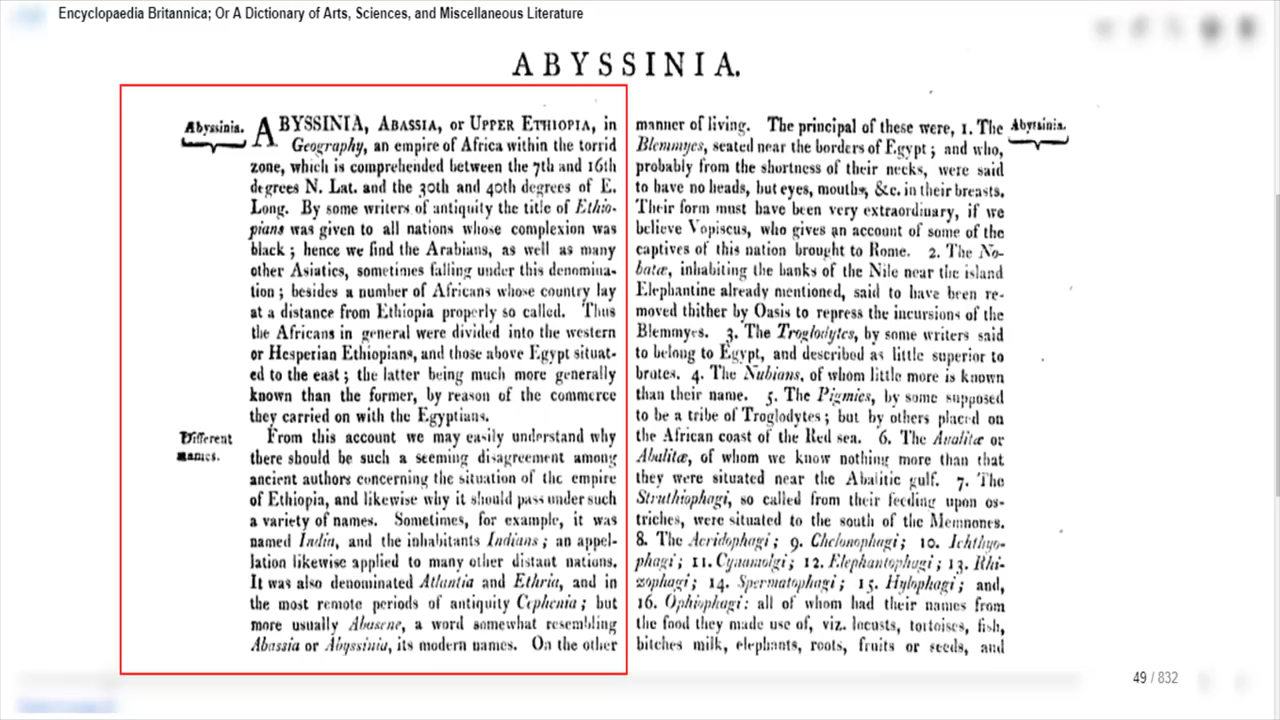 Encyclopaedia Britannica; Or A Dictionary of Arts, Sciences, and Miscellaneous Literature
ABYSSINIA.
Abyssinia.
ABYSSINIA, ABASSIA, or UPPER ETHIOPIA, in
Geography, an empire of Africa within the torrid
zone, which is comprehended between the 7th and 16th
degrees N. Lat. and the 30th and 40th degrees of E.
Long. By some writers of antiquity the title of Ethio-
pians was given to all nations whose complexion was
black; hence we find the Arabians, as well as many
other Asiatics, sometimes falling under this denomina-
tion; besides a number of Africans whose country lay
at a distance from Ethiopia properly so called. Thus
the Africans in general were divided into the western
or Hesperian Ethiopians, and those above Egypt situat-
ed to the east; the latter being much more generally
known than the former, by reason of the commerce
they carried on with the Egyptians.
Different
names.
From this account we may easily understand why
there should be such a seeming disagreement among
ancient authors concerning the situation of the empire
of Ethiopia, and likewise why it should pass under such
a variety of names. Sometimes, for example, it was
named India, and the inhabitants Indians; an appel-
lation likewise applied to many other distant nations.
It was also denominated Atlantia and Ethria, and in
the most remote periods of antiquity Cephenia; but
more usually Abasene, a word somewhat resembling
Abassia or Abyssinia, its modern names. On the other
manner of living. The principal of these were, 1. The
Blemmyes, seated near the borders of Egypt; and who,
probably from the shortness of their necks, were said
to have no heads, but eyes, mouths, &c. in their breasts.
Their form must have been very extraordinary, if we
believe Vopiscus, who gives an account of some of the
captives of this nation brought to Rome. 2. The No-
batæ, inhabiting the banks of the Nile near the island
Elephantine already mentioned, said to have been re-
moved thither by Oasis to repress the incursions of the
Blemmyes. 3. The Troglodytes, by some writers said
to belong to Egypt, and described as little superior to
brutes. 4. The Nubians, of whom little more is known
than their name. 5. The Pigmies, by some supposed
to be a tribe of Troglodytes; but by others placed on
the African coast of the Red sea. 6. The Avalitæ or
Abalitæ, of whom we know nothing more than that
they were situated near the Abalitic gulf. 7. The
Struthiophagi, so called from their feeding upon os-
triches, were situated to the south of the Memnones.
8. The Acridophagi; 9. Chelonophagi; 10. Ichthyo-
phagi; 11. Cynamolgi; 12. Elephantophagi; 13. Rhi-
zophagi; 14. Spermatophagi; 15. Hylophagi; and,
16. Ophiophagi: all of whom had their names from
the food they made use of, viz. locusts, tortoises, fish,
bitches milk, elephants, roots, fruits or seeds, and
Abyssinia.
49 / 832